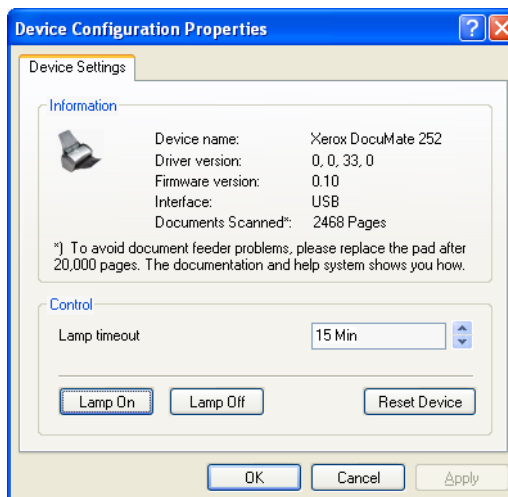 Device Configuration Properties
?
Device Settings
Information
Device name: Xerox DocuMate 252
Driver version: 0, 0, 33, 0
Firmware version: 0.10
Interface: USB
Documents Scanned*: 2468 Pages
*) To avoid document feeder problems, please replace the pad after
20,000 pages. The documentation and help system shows you how.
Control
Lamp timeout 15 Min
Lamp On Lamp Off Reset Device
OK Cancel Apply